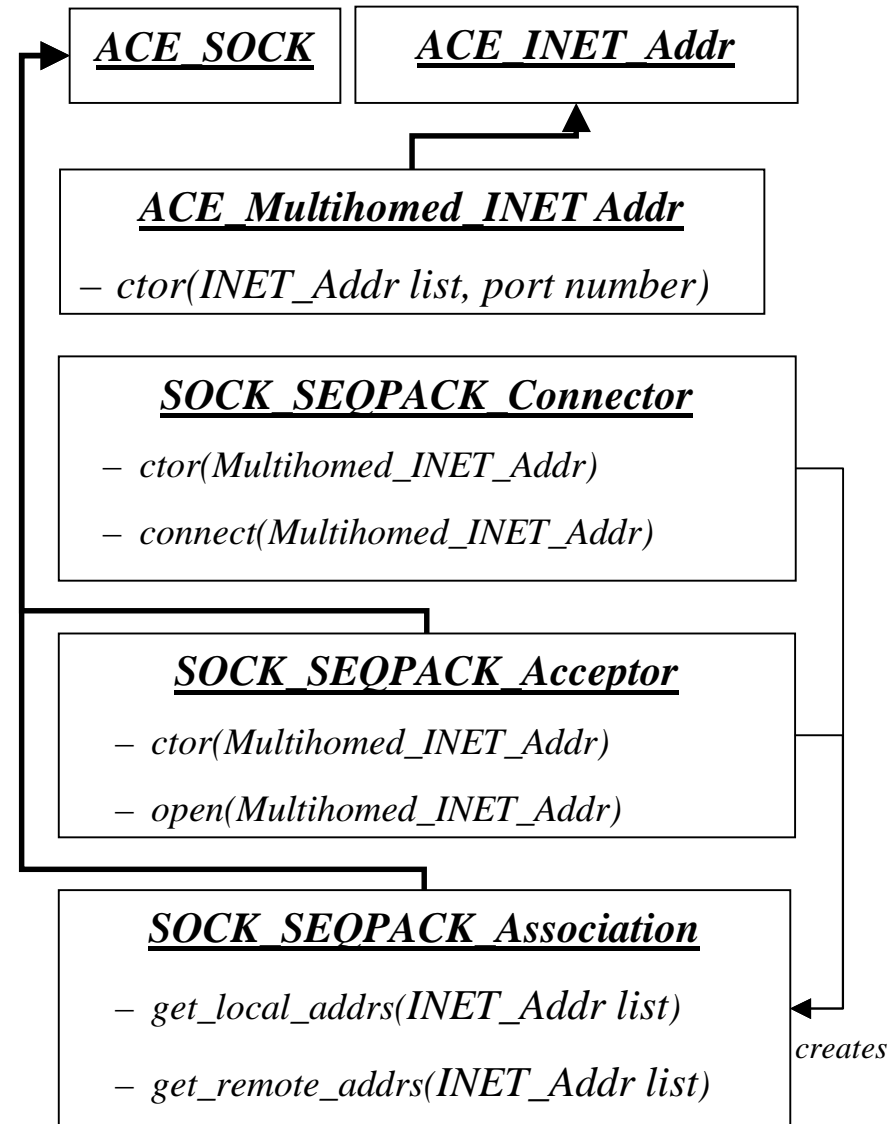 ACE_SOCK
ACE_INET_Addr
ACE_Multihomed_INET Addr
– ctor(INET_Addr list, port number)
SOCK_SEQPACK_Connector
– ctor(Multihomed_INET_Addr)
– connect(Multihomed_INET_Addr)
SOCK_SEQPACK_Acceptor
– ctor(Multihomed_INET_Addr)
– open(Multihomed_INET_Addr)
SOCK_SEQPACK_Association
– get_local_addrs(INET_Addr list)
creates
– get_remote_addrs(INET_Addr list)